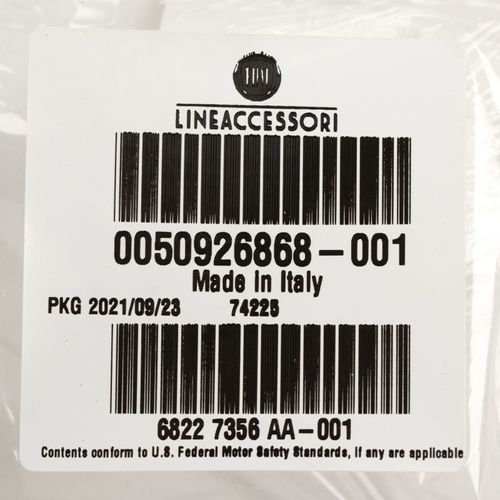 FIAT
LINEACCESSORI
0050926868-001
Made in Italy
PKG 2021/09/23 74225
6822 7356 AA-001
Contents conform to U.S. Federal Motor Safety Standards, If any are applicable